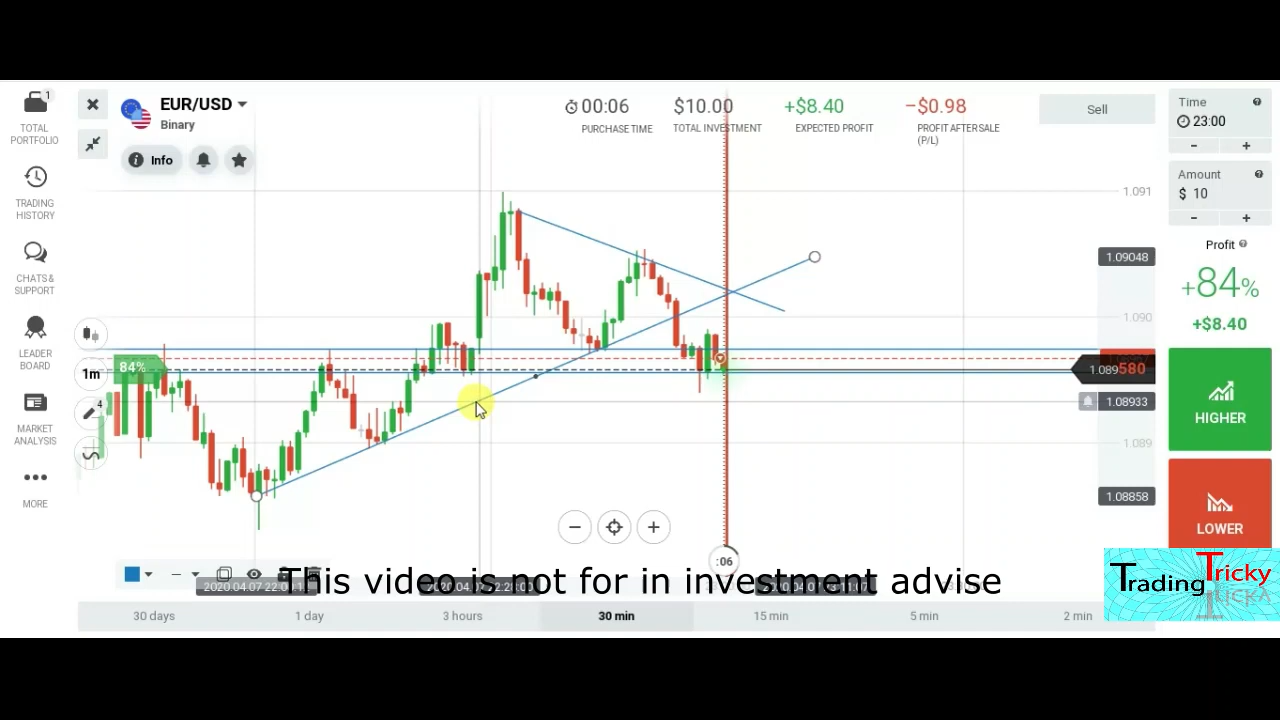 1
TOTAL
PORTFOLIO
TRADING
HISTORY
CHATS &
SUPPORT
LEADER
BOARD
MARKET
ANALYSIS
MORE
EUR/USD
Binary
Info
00:06
PURCHASE TIME
$10.00
TOTAL INVESTMENT
+$8.40
EXPECTED PROFIT
−$0.98
PROFIT AFTER SALE
(P/L)
Sell
84%
1m
4
1.091
1.09048
1.090
1.089580
1.08933
1.089
1.08858
:06
This video is not for in investment advise
30 days
1 day
3 hours
30 min
15 min
5 min
2 min
Time
23:00
Amount
$ 10
Profit
+84%
+$8.40
HIGHER
LOWER
Trading Tricky